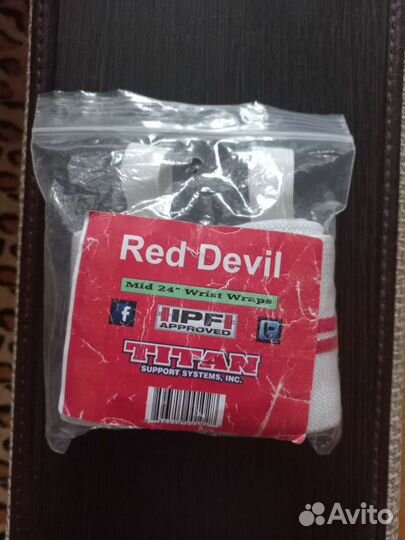 Red Devil
Mid 24" Wrist Wraps
f
IPF
APPROVED
t
TITAN
SUPPORT SYSTEMS, INC.
Avito